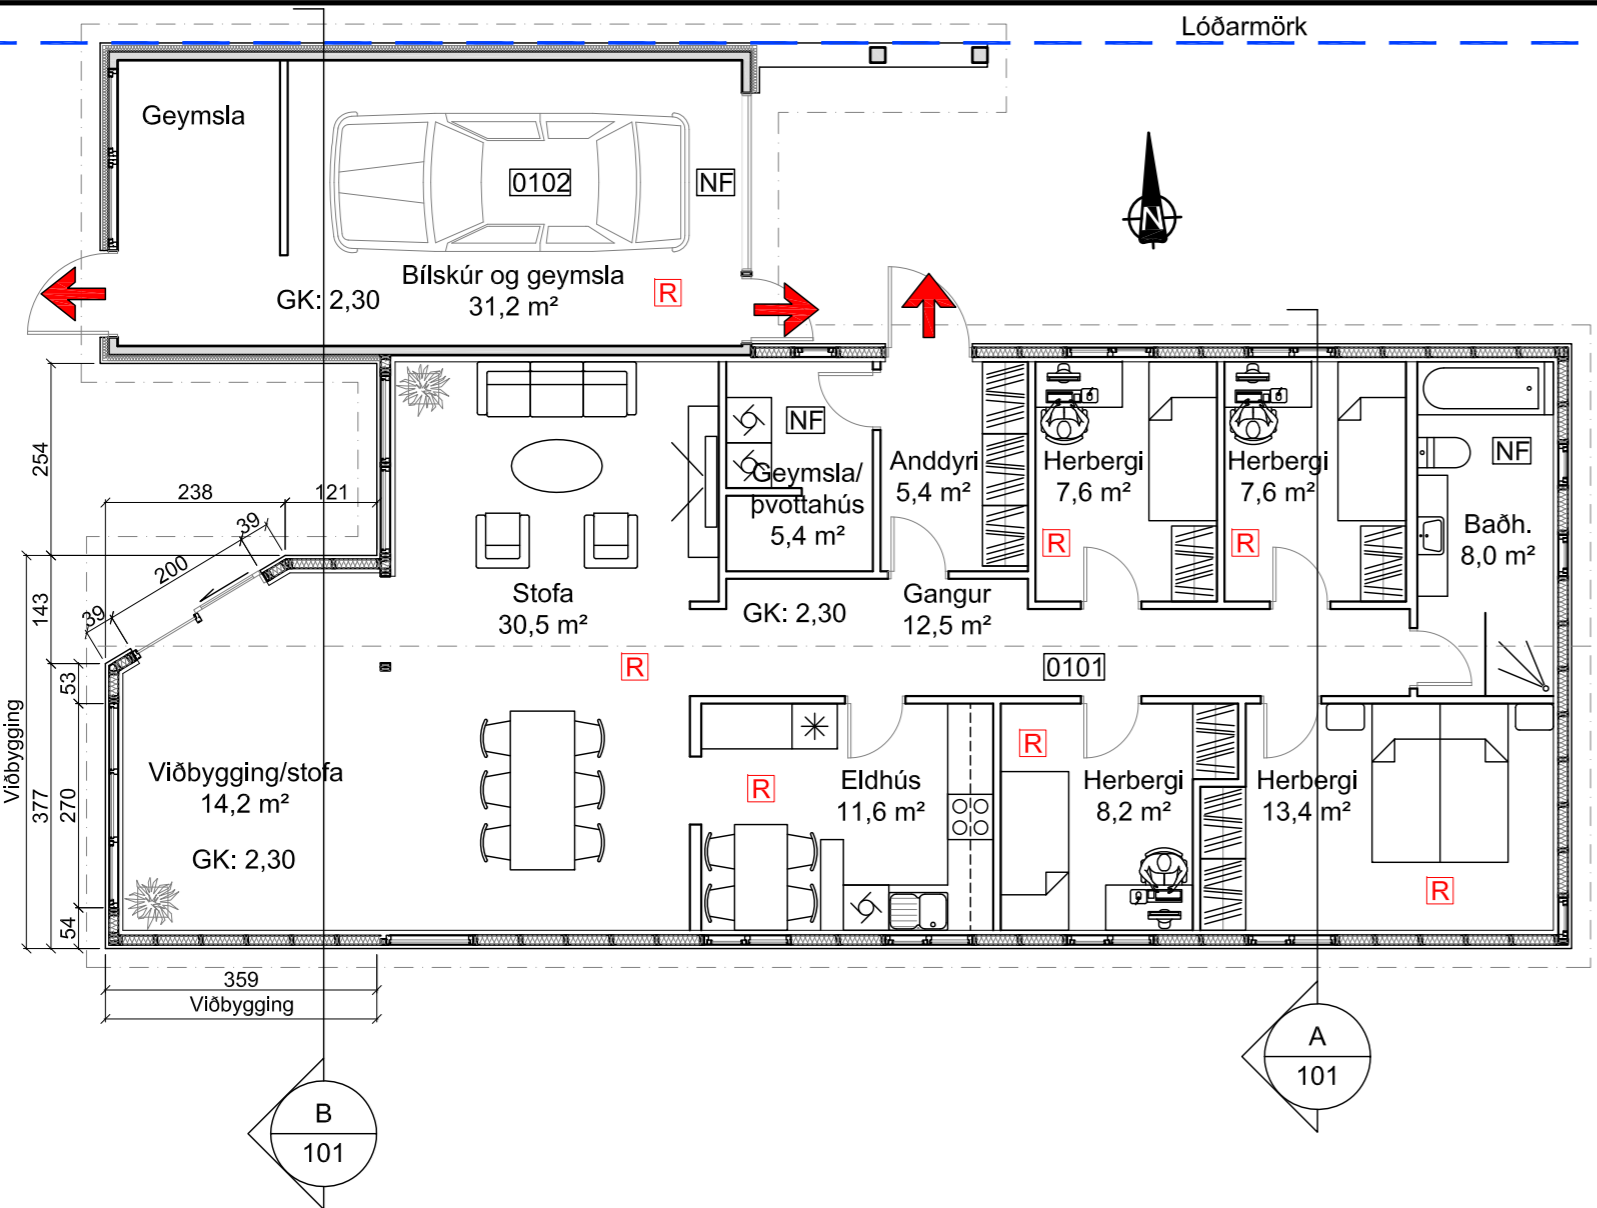 Lóðarmörk
Geymsla
0102
NF
Bílskúr og geymsla
31,2 m²
GK: 2,30
R
N
254
238
121
39
200
39
143
53
377
270
54
Viðbygging
359
Viðbygging
NF
Geymsla/
þvottahús
5,4 m²
Anddyri
5,4 m²
Herbergi
7,6 m²
R
Herbergi
7,6 m²
R
NF
Baðh.
8,0 m²
Stofa
30,5 m²
R
GK: 2,30
Gangur
12,5 m²
0101
Viðbygging/stofa
14,2 m²
GK: 2,30
R
Eldhús
11,6 m²
R
Herbergi
8,2 m²
Herbergi
13,4 m²
R
A
101
B
101